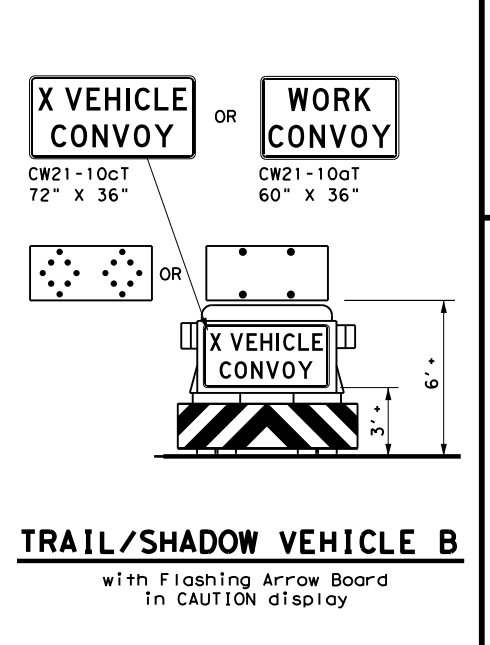 X VEHICLE
CONVOY
OR
WORK
CONVOY
CW21-10cT
72" X 36"
CW21-10aT
60" X 36"
OR
X VEHICLE
CONVOY
3'+
6'+
TRAIL/SHADOW VEHICLE B
with Flashing Arrow Board
in CAUTION display